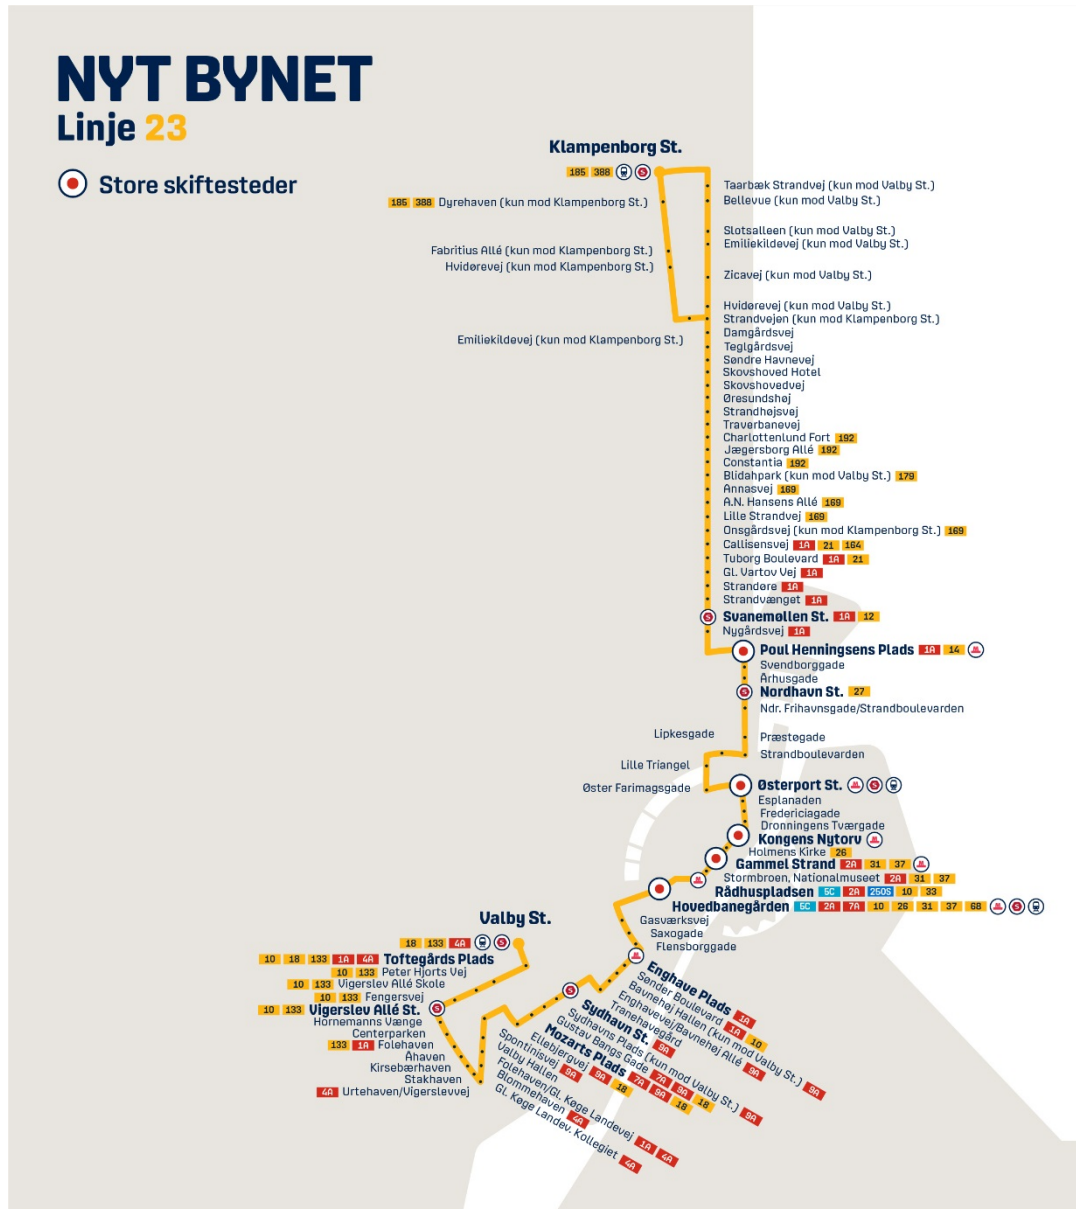 NYT BYNET
Linje 23
Store skiftesteder
Klampenborg St.
185 388
Taarbæk Strandvej (kun mod Valby St.)
Bellevue (kun mod Valby St.)
185 388 Dyrehaven (kun mod Klampenborg St.)
Slotsalleen (kun mod Valby St.)
Emiliekildevej (kun mod Valby St.)
Fabritius Allé (kun mod Klampenborg St.)
Hvidørevej (kun mod Klampenborg St.)
Zicavej (kun mod Valby St.)
Hvidørevej (kun mod Valby St.)
Strandvejen (kun mod Klampenborg St.)
Emiliekildevej (kun mod Klampenborg St.)
Damgårdsvej
Teglgårdsvej
Søndre Havnevej
Skovshoved Hotel
Skovshovedvej
Øresundshøj
Strandhøjsvej
Traverbanevej
Charlottenlund Fort 192
Jægersborg Allé 192
Constantia 192
Blidahpark (kun mod Valby St.) 179
Annasvej 169
A.N. Hansens Allé 169
Lille Strandvej 169
Onsgårdsvej (kun mod Klampenborg St.) 169
Callisensvej 1A 21 164
Tuborg Boulevard 1A 21
Gl. Vartov Vej 1A
Strandøre 1A
Strandvænget 1A
Svanemøllen St. 1A 12
Nygårdsvej 1A
Poul Henningsens Plads 1A 14
Svendborggade
Århusgade
Nordhavn St. 27
Ndr. Frihavnsgade/Strandboulevarden
Præstøgade
Strandboulevarden
Lipkesgade
Lille Triangel
Øster Farimagsgade
Østerport St.
Esplanaden
Fredericiagade
Dronningens Tværgade
Kongens Nytorv
Holmens Kirke 26
Gammel Strand 2A 31 37
Stormbroen, Nationalmuseet 2A 31 37
Rådhuspladsen 5C 2A 250S 10 33
Hovedbanegården 5C 2A 7A 10 26 31 37 68
Gasværksvej
Saxogade
Flensborggade
Enghave Plads 1A
Sønder Boulevard 1A 10
Bavnehøj Hallen (kun mod Valby St.) 9A
Enghavevej/Bavnehøj Allé 9A
Tranehavegård
Sydhavn St. 9A
Sydhavns Plads (kun mod Valby St.) 9A
Gustav Bangs Gade 7A 9A 18
Mozarts Plads 7A 9A 18
Ellebjergvej 9A 18
Spontinisvej 9A
Valby Hallen
Folehaven/Gl. Køge Landevej 1A 4A
Blommehaven 4A
Gl. Køge Landev. Kollegiet 4A
Valby St.
18 133 4A
10 18 133 1A 4A Toftegårds Plads
10 133 Peter Hjorts Vej
10 133 Vigerslev Allé Skole
10 133 Fengersvej
10 133 Vigerslev Allé St.
Hornemanns Vænge
Centerparken
133 1A Folehaven
Åhaven
Kirsebærhaven
Stakhaven
4A Urtehaven/Vigerslevvej